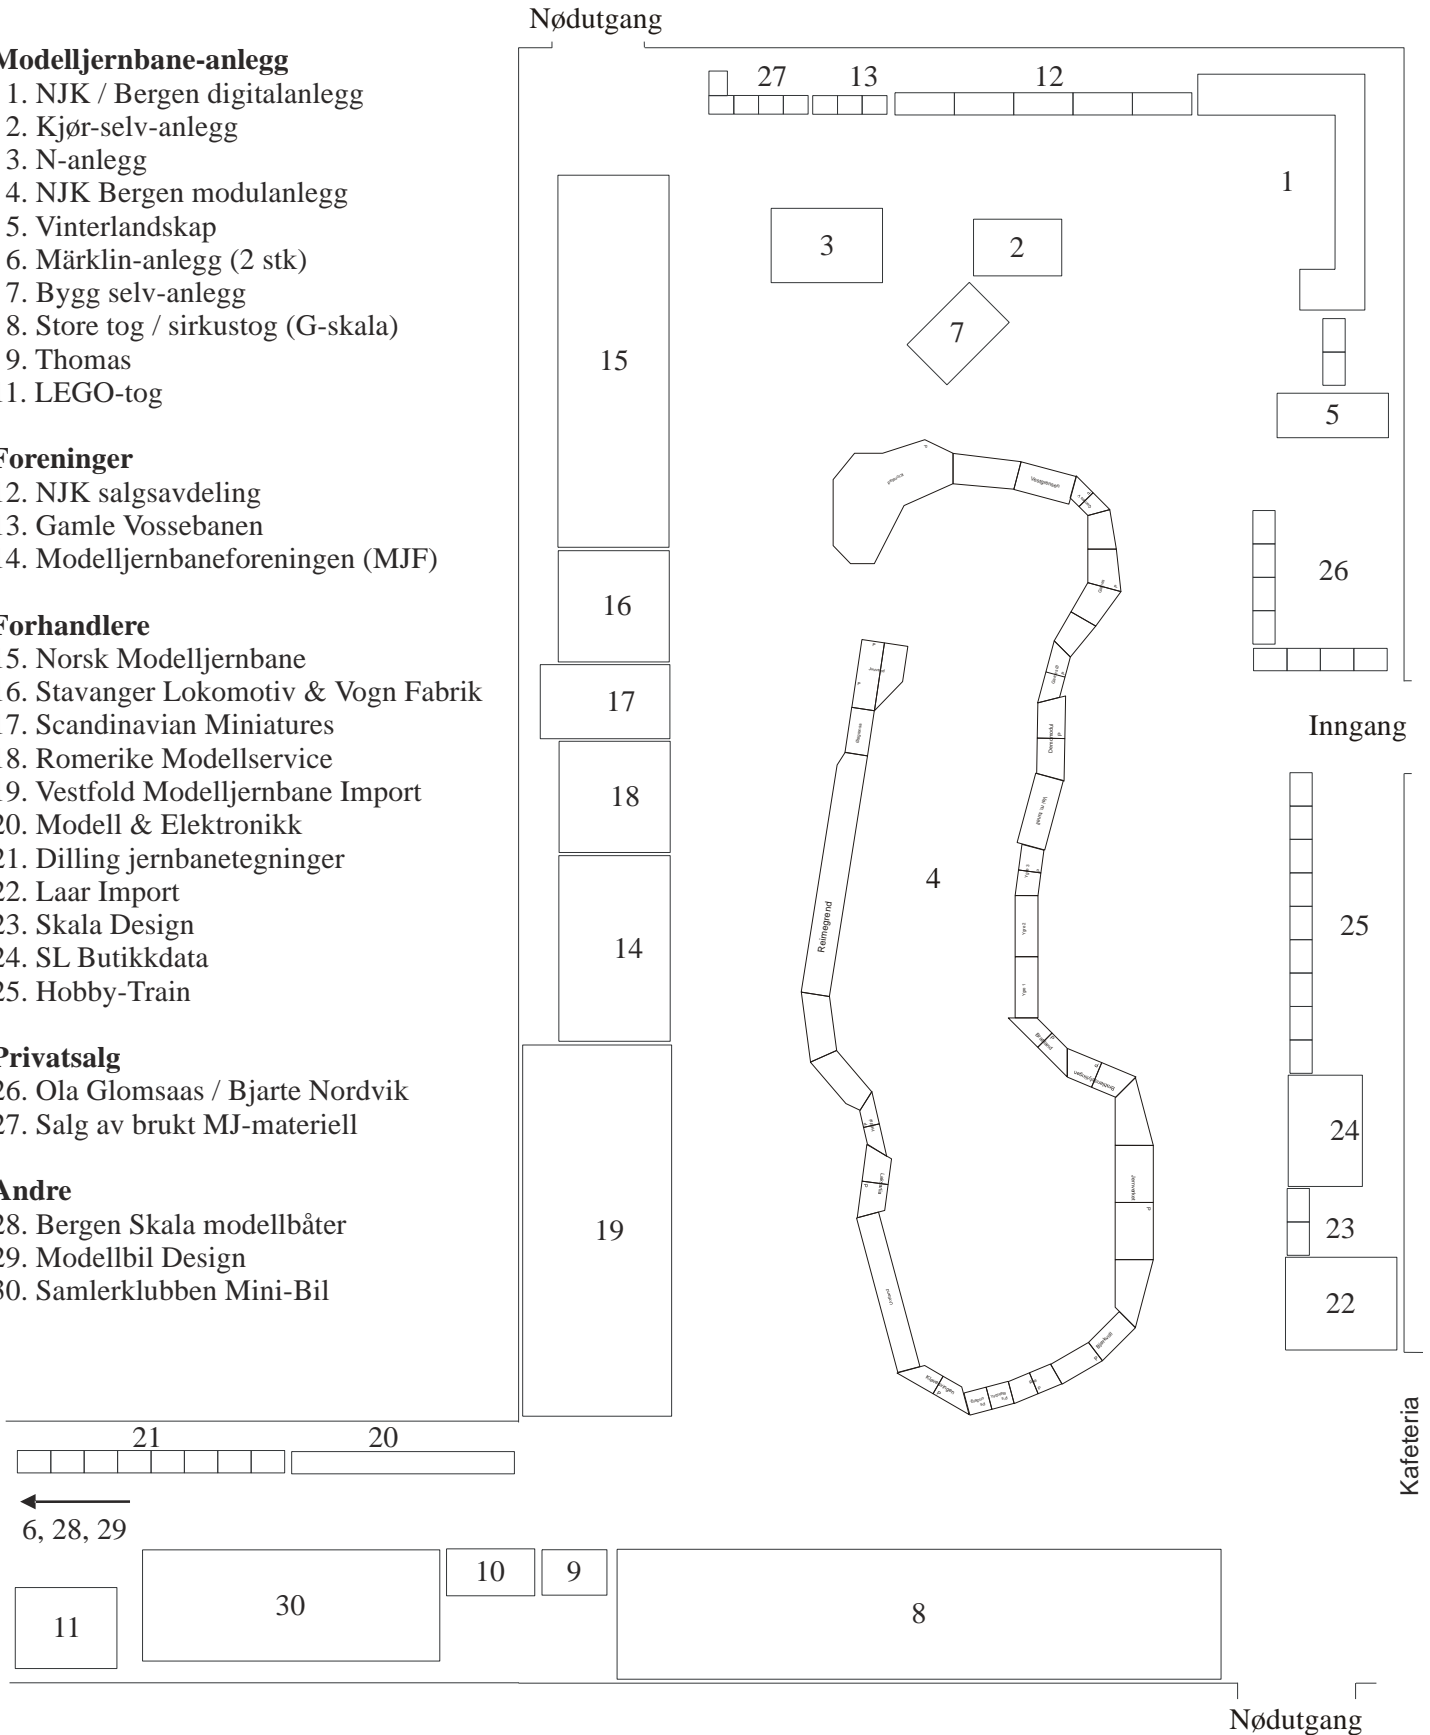 Nødutgang
Modelljernbane-anlegg
1. NJK / Bergen digitalanlegg
2. Kjør-selv-anlegg
3. N-anlegg
4. NJK Bergen modulanlegg
5. Vinterlandskap
6. Märklin-anlegg (2 stk)
7. Bygg selv-anlegg
8. Store tog / sirkustog (G-skala)
9. Thomas
11. LEGO-tog
Foreninger
12. NJK salgsavdeling
13. Gamle Vossebanen
14. Modelljernbaneforeningen (MJF)
Forhandlere
15. Norsk Modelljernbane
16. Stavanger Lokomotiv & Vogn Fabrik
17. Scandinavian Miniatures
18. Romerike Modellservice
19. Vestfold Modelljernbane Import
20. Modell & Elektronikk
21. Dilling jernbanetegninger
22. Laar Import
23. Skala Design
24. SL Butikkdata
25. Hobby-Train
Privatsalg
26. Ola Glomsaas / Bjarte Nordvik
27. Salg av brukt MJ-materiell
Andre
28. Bergen Skala modellbåter
29. Modellbil Design
30. Samlerklubben Mini-Bil
27
13
12
1
3
2
7
15
5
26
16
17
Inngang
18
Demomodul
P
4
25
14
Reimegrend
Ygre 2
Ygre 1
24
19
Jernverket
P
23
22
Kafeteria
21
20
6, 28, 29
10
9
30
11
8
Nødutgang